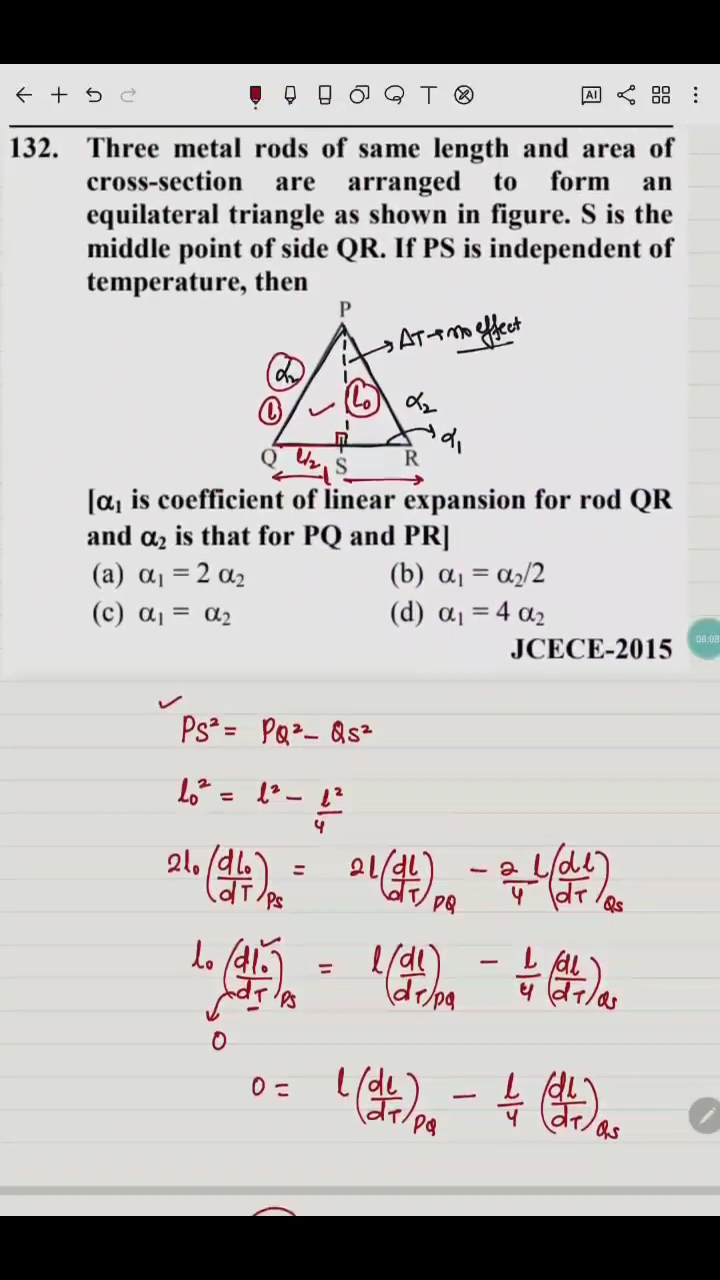 AI
132. Three metal rods of same length and area of
cross-section are arranged to form an
equilateral triangle as shown in figure. S is the
middle point of side QR. If PS is independent of
temperature, then
P
ΔT → no effect
α₂
l
l₀
α₂
α₁
Q
l/2
S
R
l
[α₁ is coefficient of linear expansion for rod QR
and α₂ is that for PQ and PR]
(a) α₁ = 2 α₂ (b) α₁ = α₂/2
(c) α₁ = α₂ (d) α₁ = 4 α₂
JCECE-2015
08:08
PS² = PQ² – QS²
l₀² = l² – l²/4
2l₀ (dl₀/dT)PS = 2l (dl/dT)PQ – 2/4 l (dl/dT)QS
l₀ (dl₀/dT)PS = l (dl/dT)PQ – l/4 (dl/dT)QS
0
0 = l (dl/dT)PQ – l/4 (dl/dT)QS